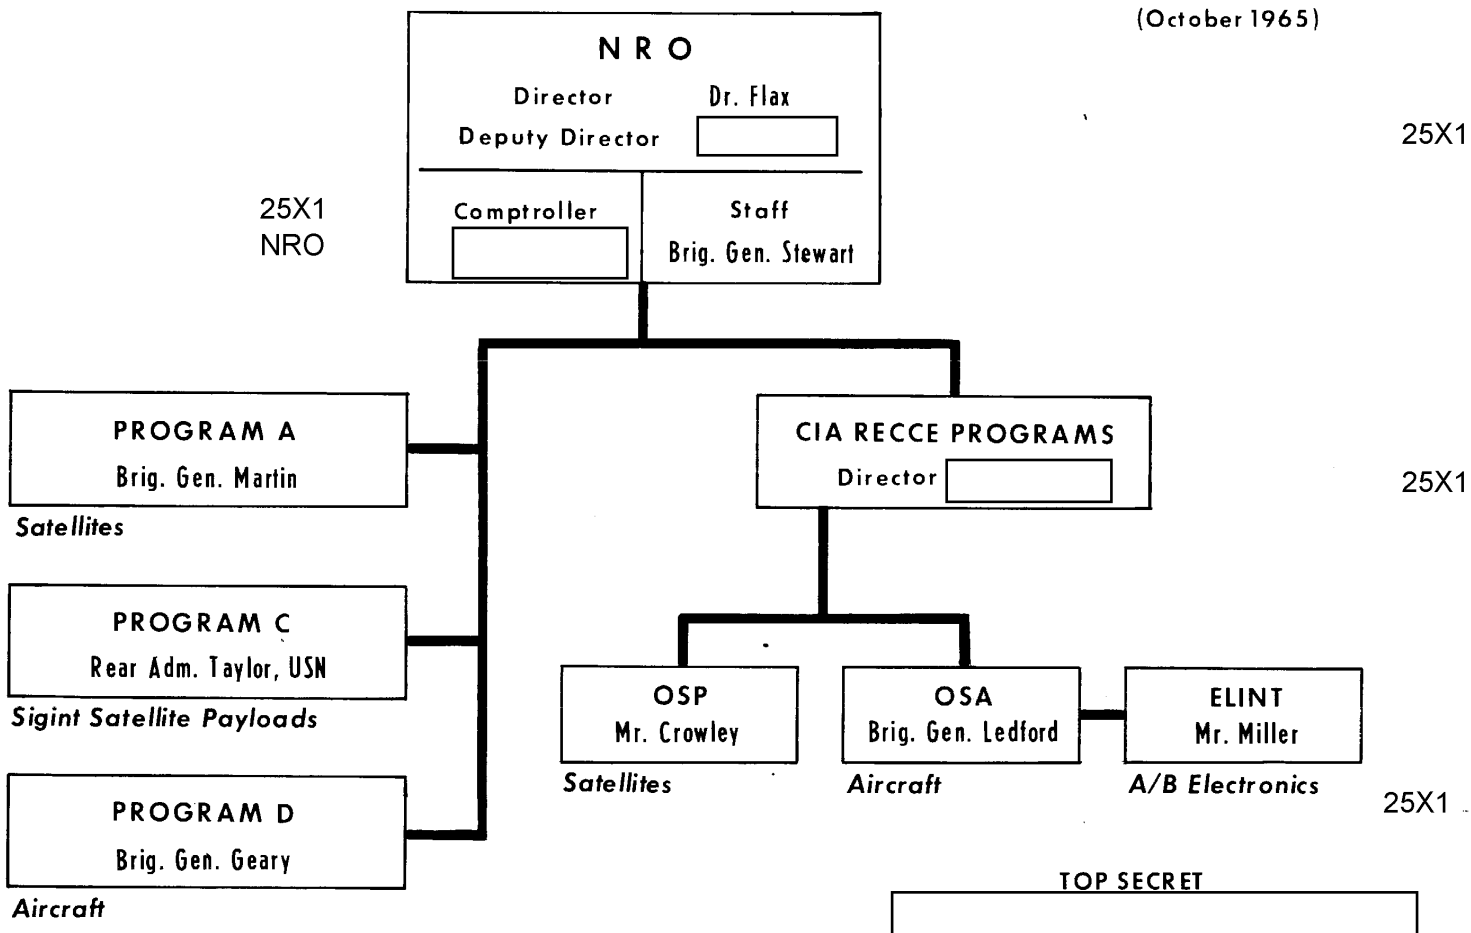 (October 1965)
N R O
Director Dr. Flax
Deputy Director
25X1
25X1
NRO
Comptroller
Staff
Brig. Gen. Stewart
PROGRAM A
Brig. Gen. Martin
Satellites
CIA RECCE PROGRAMS
Director
25X1
PROGRAM C
Rear Adm. Taylor, USN
Sigint Satellite Payloads
OSP
Mr. Crowley
Satellites
OSA
Brig. Gen. Ledford
Aircraft
ELINT
Mr. Miller
A/B Electronics
25X1
PROGRAM D
Brig. Gen. Geary
Aircraft
TOP SECRET